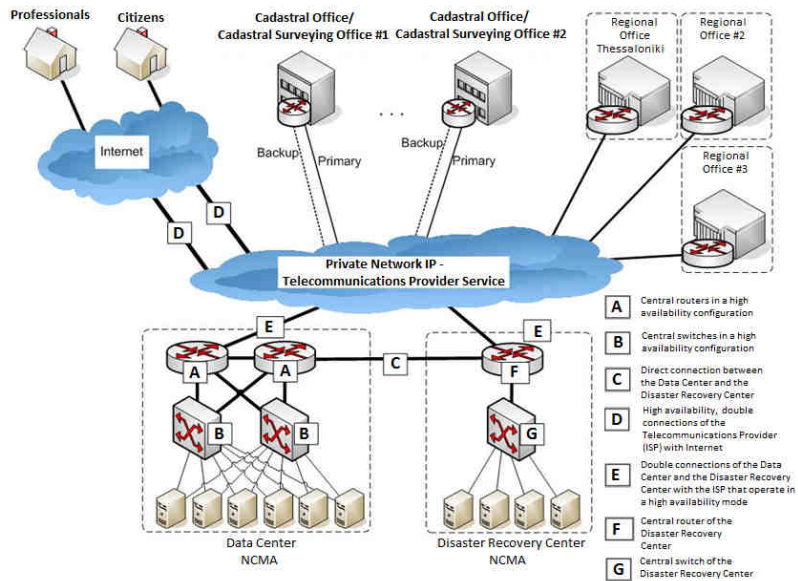 Professionals
Citizens
Cadastral Office/
Cadastral Surveying Office #1
Cadastral Office/
Cadastral Surveying Office #2
Regional
Office
Thessaloniki
Regional
Office #2
. . .
Internet
Backup
Primary
Backup
Primary
Regional
Office #3
D
D
Private Network IP -
Telecommunications Provider Service
E
E
A
A
C
F
B
B
G
Data Center
NCMA
Disaster Recovery Center
NCMA
A
Central routers in a high
availability configuration
B
Central switches in a high
availability configuration
C
Direct connection between
the Data Center and the
Disaster Recovery Center
D
High availability, double
connections of the
Telecommunications Provider
(ISP) with Internet
E
Double connections of the Data
Center and the Disaster Recovery
Center with the ISP that operate in
a high availability mode
F
Central router of the
Disaster Recovery
Center
G
Central switch of the
Disaster Recovery Center